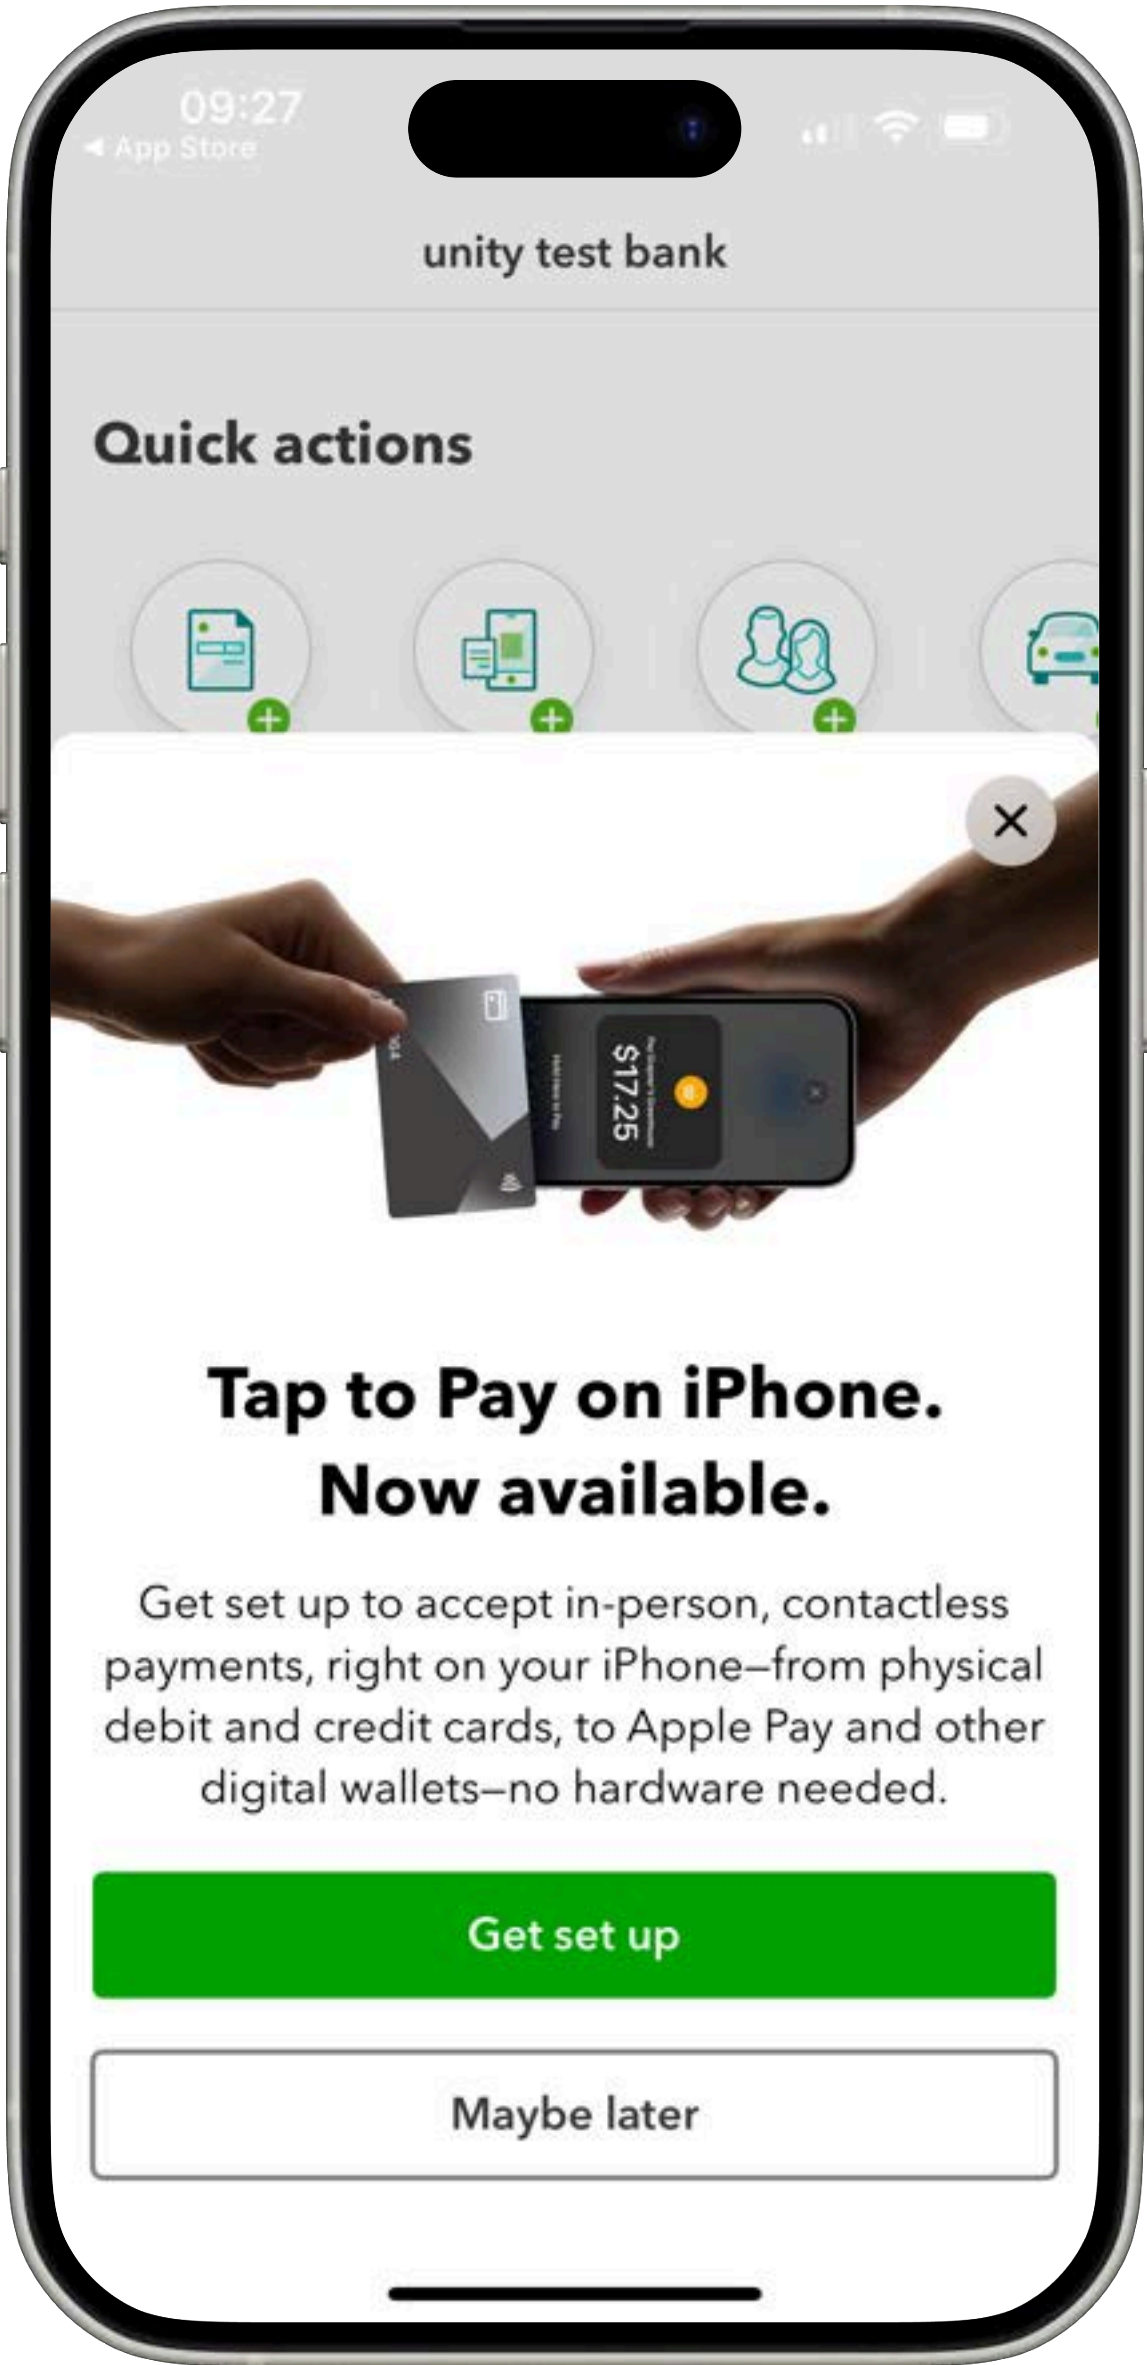 09:27
◀ App Store
unity test bank
Quick actions
$17.25
Tap to Pay on iPhone.
Now available.
Get set up to accept in-person, contactless
payments, right on your iPhone—from physical
debit and credit cards, to Apple Pay and other
digital wallets—no hardware needed.
Get set up
Maybe later